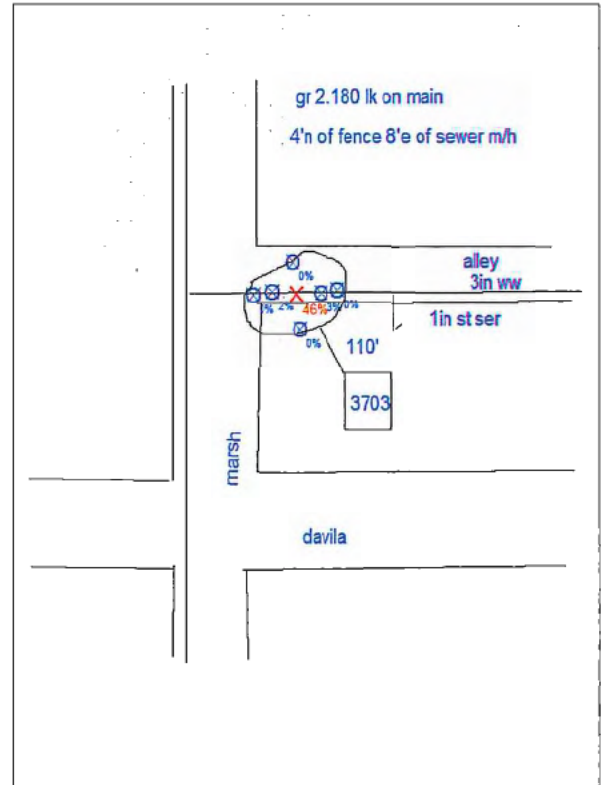 gr 2.180 lk on main
4'n of fence 8'e of sewer m/h
alley
3in ww
0%
2% 46% 3% 0%
1in st ser
0%
110'
3703
marsh
davila